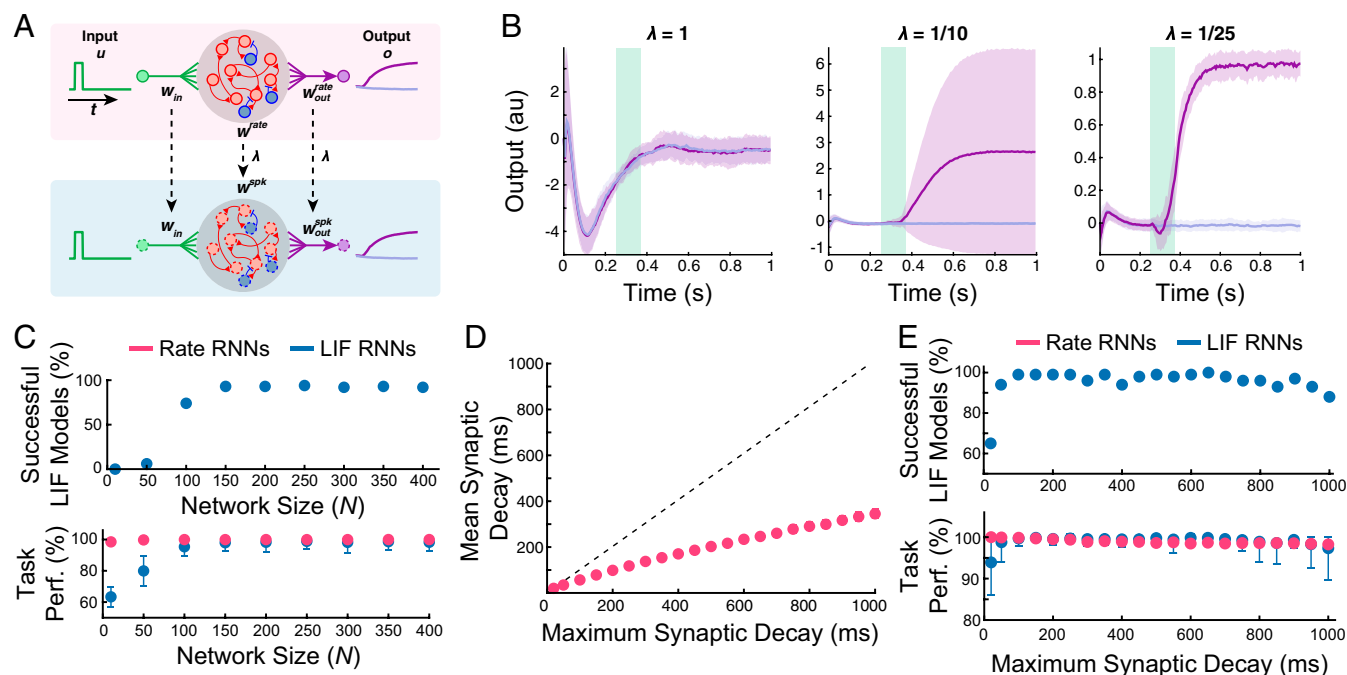 A
Input
u
Output
o
t
w in
w rate
w rate out
λ
λ
w spk
w in
w spk out
B
λ = 1
λ = 1/10
λ = 1/25
Output (au)
0
-2
-4
0 0.2 0.4 0.6 0.8 1
Time (s)
6
5
4
3
2
1
0
-1
0 0.2 0.4 0.6 0.8 1
Time (s)
1
0.8
0.6
0.4
0.2
0
0 0.2 0.4 0.6 0.8 1
Time (s)
C
Rate RNNs LIF RNNs
Successful
LIF Models (%)
100
50
0
0 50 100 150 200 250 300 350 400
Network Size (N)
Task
Perf. (%)
100
80
60
0 50 100 150 200 250 300 350 400
Network Size (N)
D
Mean Synaptic
Decay (ms)
1000
800
600
400
200
0 200 400 600 800 1000
Maximum Synaptic Decay (ms)
E
Rate RNNs LIF RNNs
Successful
LIF Models (%)
100
80
60
200 400 600 800 1000
Task
Perf. (%)
100
95
90
80
0 200 400 600 800 1000
Maximum Synaptic Decay (ms)